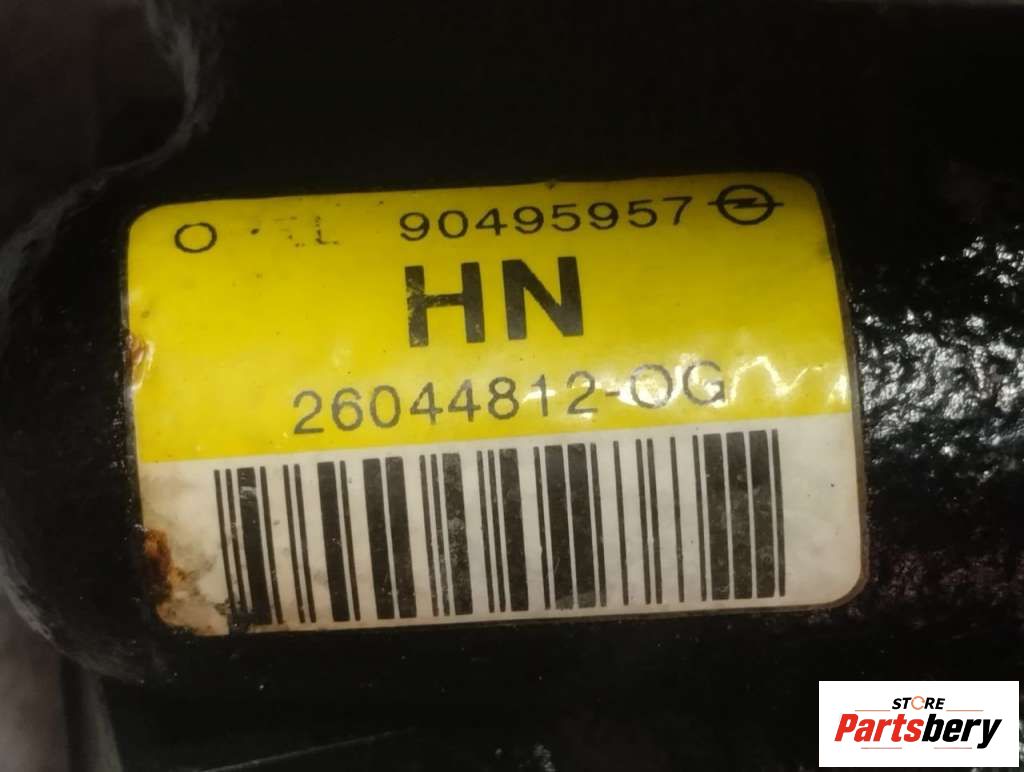 O 90495957
HN
26044812-OG
STORE
Partsbery